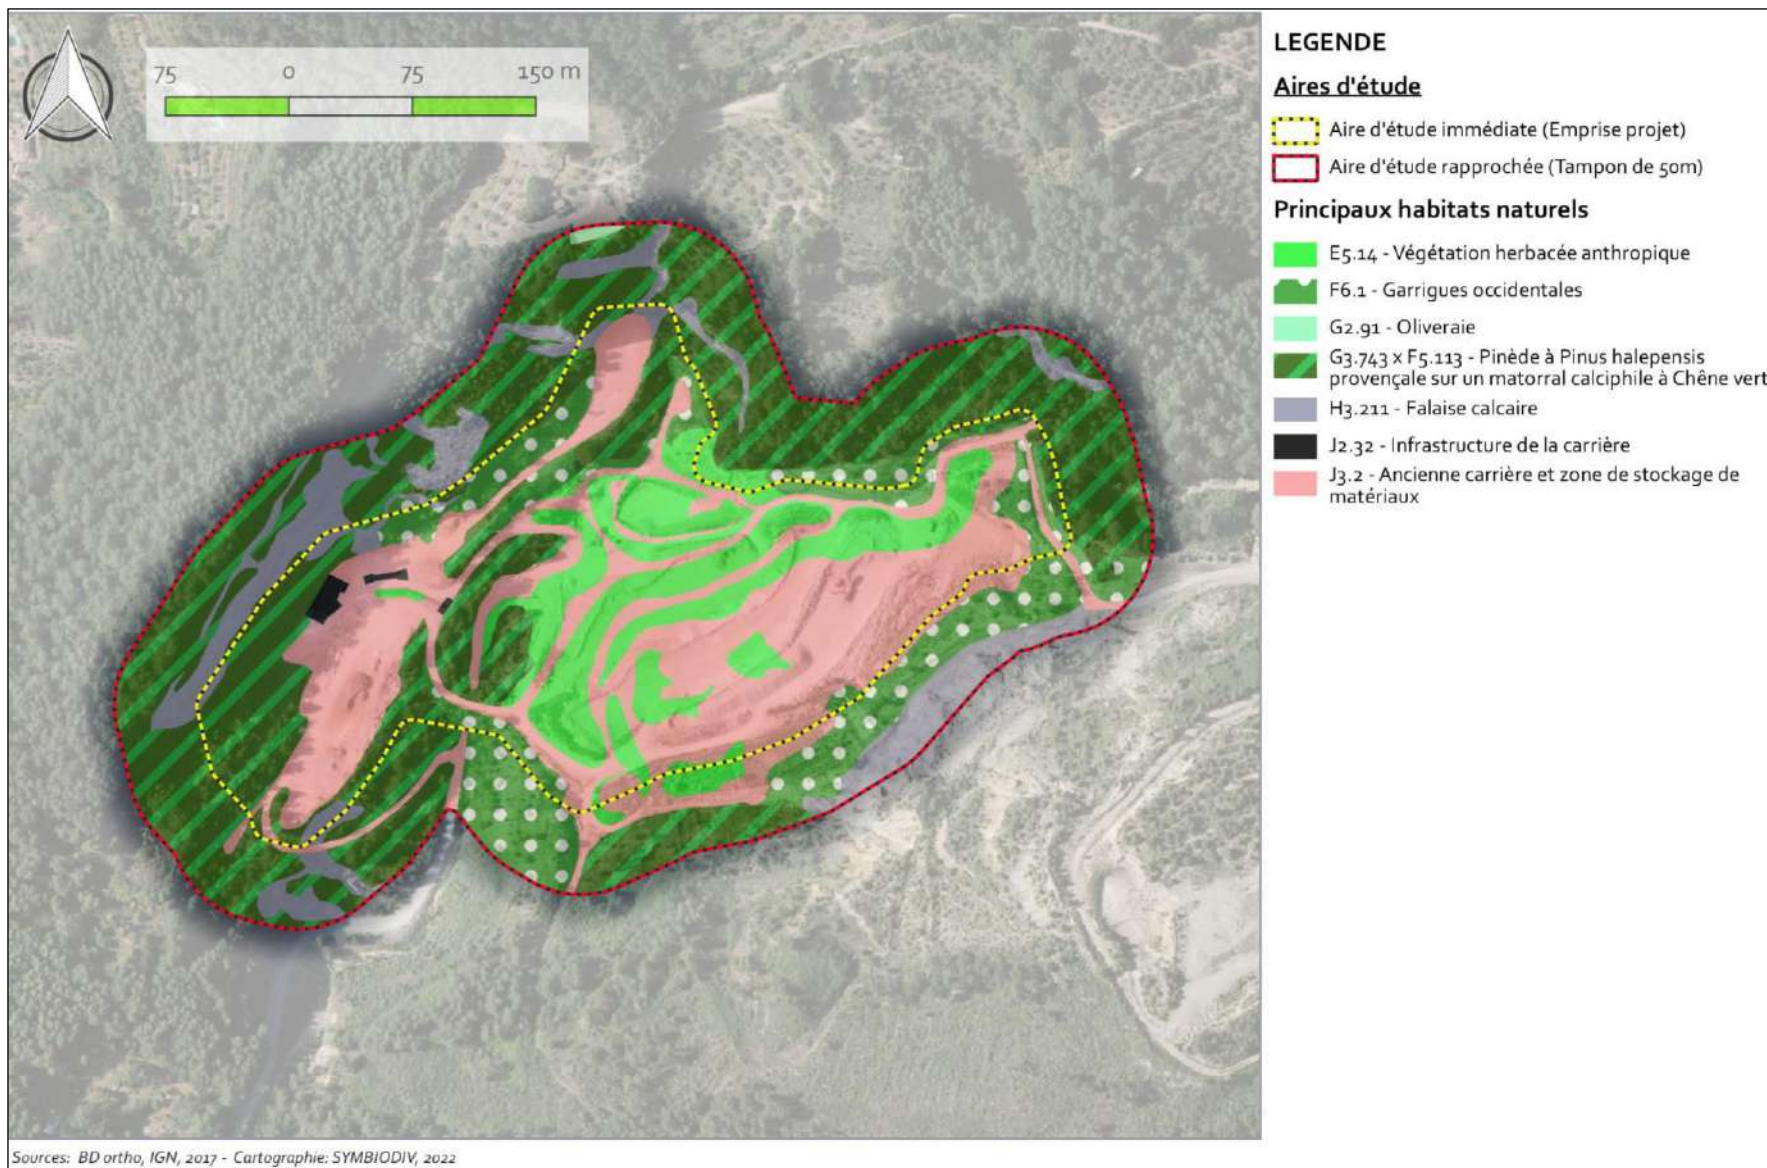 75 0 75 150 m
LEGENDE
Aires d'étude
Aire d'étude immédiate (Emprise projet)
Aire d'étude rapprochée (Tampon de 50m)
Principaux habitats naturels
E5.14 - Végétation herbacée anthropique
F6.1 - Garrigues occidentales
G2.91 - Oliveraie
G3.743 x F5.113 - Pinède à Pinus halepensis
provençale sur un matorral calciphile à Chêne vert
H3.211 - Falaise calcaire
J2.32 - Infrastructure de la carrière
J3.2 - Ancienne carrière et zone de stockage de
matériaux
Sources: BD ortho, IGN, 2017 - Cartographie: SYMBIODIV, 2022